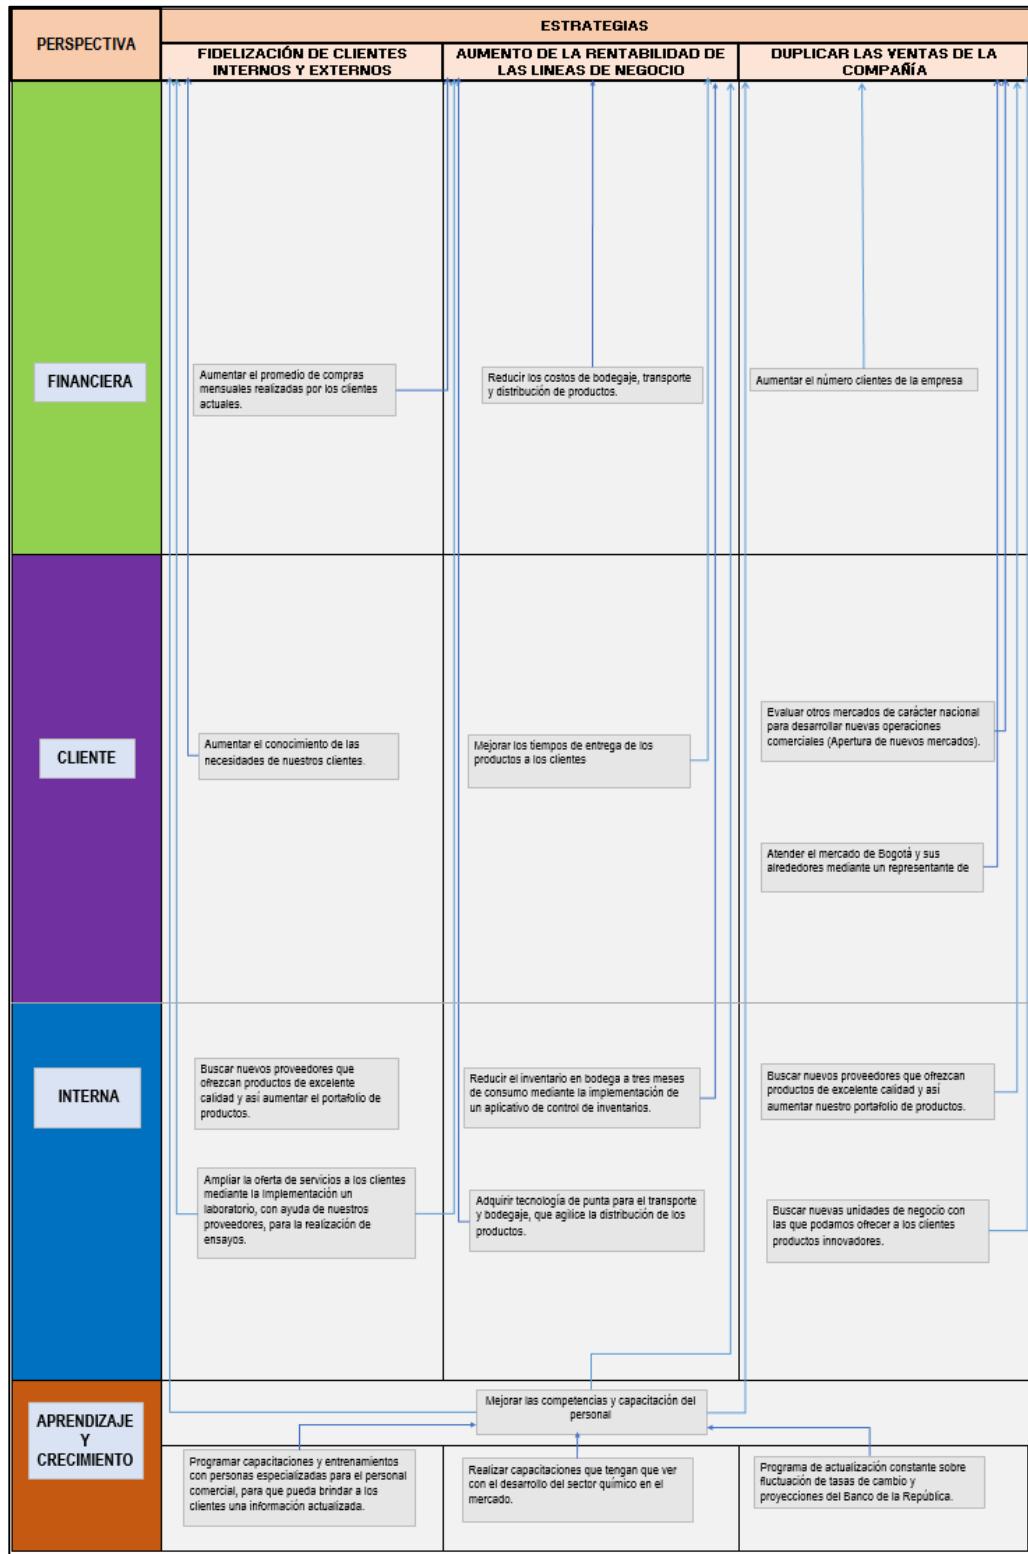 PERSPECTIVA
ESTRATEGIAS
FIDELIZACIÓN DE CLIENTES
INTERNOS Y EXTERNOS
AUMENTO DE LA RENTABILIDAD DE
LAS LINEAS DE NEGOCIO
DUPLICAR LAS VENTAS DE LA
COMPAÑÍA
FINANCIERA
Aumentar el promedio de compras
mensuales realizadas por los clientes
actuales.
Reducir los costos de bodegaje, transporte
y distribución de productos.
Aumentar el número clientes de la empresa
CLIENTE
Aumentar el conocimiento de las
necesidades de nuestros clientes.
Mejorar los tiempos de entrega de los
productos a los clientes
Evaluar otros mercados de carácter nacional
para desarrollar nuevas operaciones
comerciales (Apertura de nuevos mercados).
Atender el mercado de Bogotá y sus
alrededores mediante un representante de
INTERNA
Buscar nuevos proveedores que
ofrezcan productos de excelente
calidad y así aumentar el portafolio de
productos.
Reducir el inventario en bodega a tres meses
de consumo mediante la implementación de
un aplicativo de control de inventarios.
Buscar nuevos proveedores que ofrezcan
productos de excelente calidad y así
aumentar nuestro portafolio de productos.
Ampliar la oferta de servicios a los clientes
mediante la implementación un
laboratorio, con ayuda de nuestros
proveedores, para la realización de
ensayos.
Adquirir tecnología de punta para el transporte
y bodegaje, que agilice la distribución de los
productos.
Buscar nuevas unidades de negocio con
las que podamos ofrecer a los clientes
productos innovadores.
APRENDIZAJE
Y
CRECIMIENTO
Mejorar las competencias y capacitación del
personal
Programar capacitaciones y entrenamientos
con personas especializadas para el personal
comercial, para que pueda brindar a los
clientes una información actualizada.
Realizar capacitaciones que tengan que ver
con el desarrollo del sector químico en el
mercado.
Programa de actualización constante sobre
fluctuación de tasas de cambio y
proyecciones del Banco de la República.